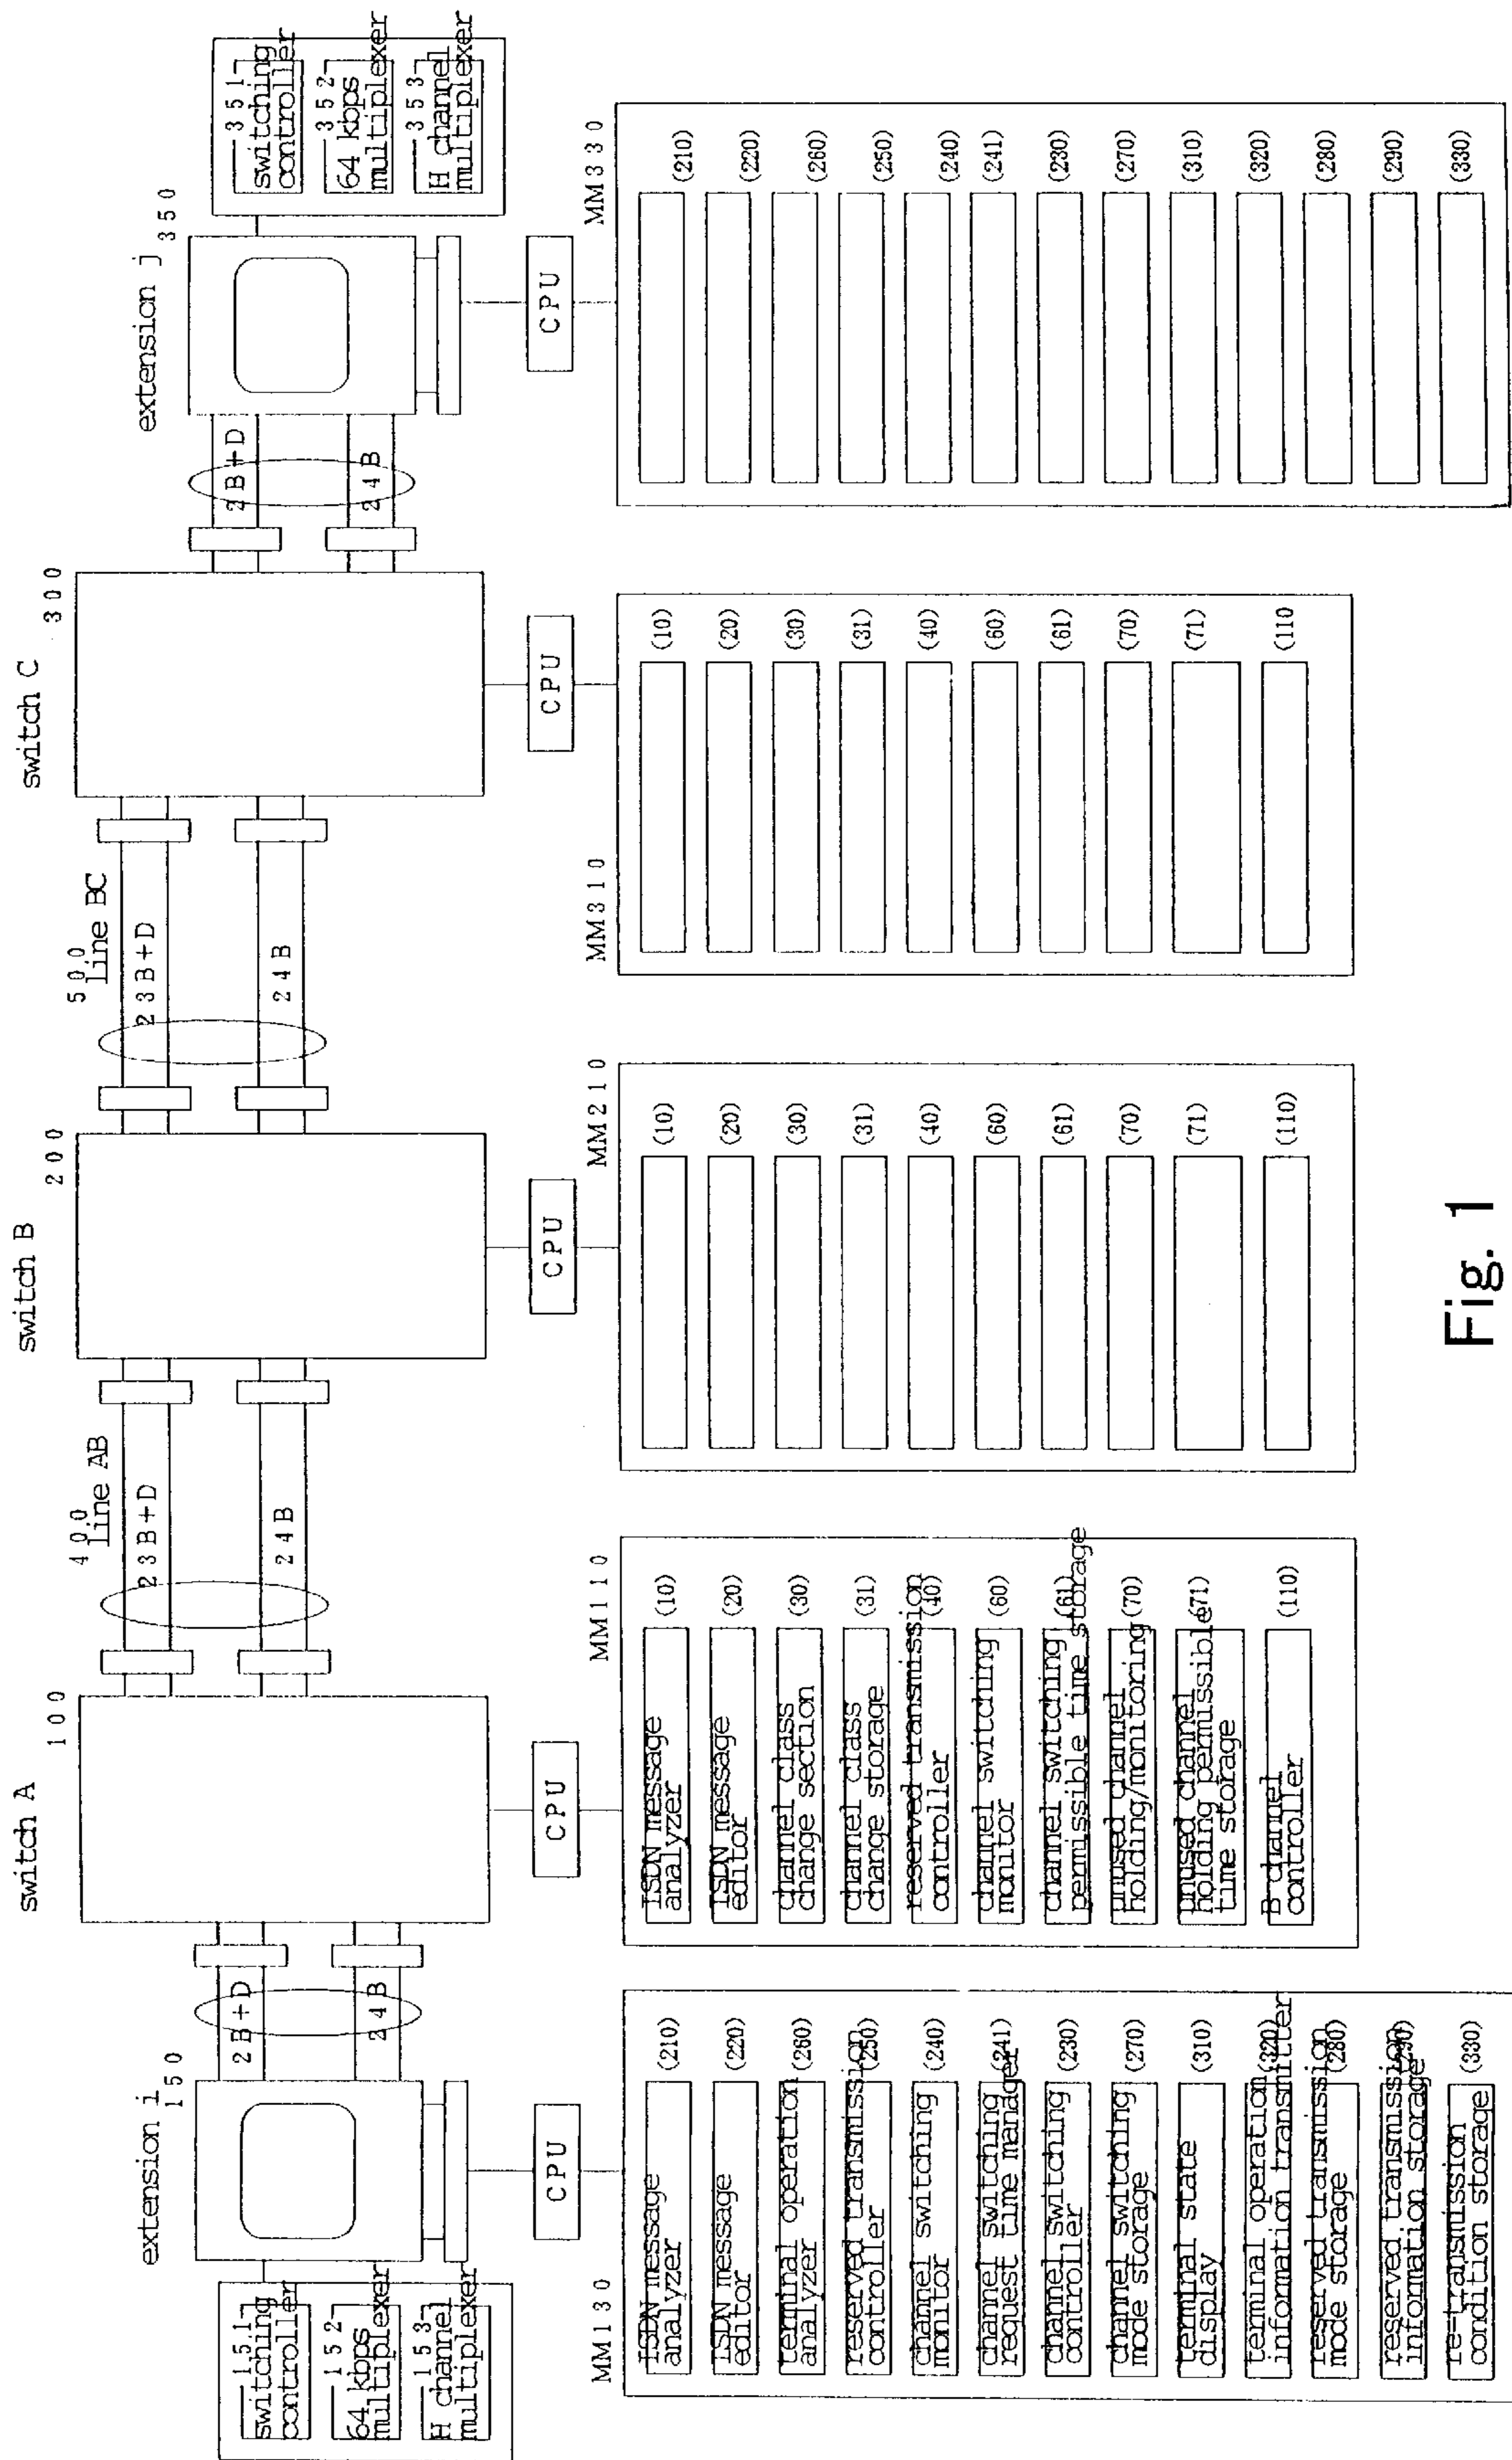 extension i
150
151
switching
controller
152
64 kbps
multiplexer
153
H channel
multiplexer
2B+D
24B
switch A
100
400
line AB
23B+D
24B
switch B
200
500
line BC
23B+D
24B
switch C
300
2B+D
24B
extension j
350
351
switching
controller
352
64 kbps
multiplexer
353
H channel
multiplexer
CPU
CPU
CPU
CPU
CPU
MM130
ISDN message
analyzer
(210)
ISDN message
editor
(220)
terminal operation
analyzer
(260)
reserved transmission
controller
(250)
channel switching
monitor
(240)
channel switching
request time manager
(241)
channel switching
controller
(230)
channel switching
mode storage
(270)
terminal state
display
(310)
terminal operation
information transmitter
(320)
reserved transmission
mode storage
(280)
reserved transmission
information storage
(290)
re-transmission
condition storage
(330)
MM110
ISDN message
analyzer
(10)
ISDN message
editor
(20)
channel class
change section
(30)
channel class
change storage
(31)
reserved transmission
controller
(40)
channel switching
monitor
(60)
channel switching
permissible time storage
(61)
unused channel
holding/monitoring
(70)
unused channel
holding permissible
time storage
(71)
B channel
controller
(110)
MM210
(10)
(20)
(30)
(31)
(40)
(60)
(61)
(70)
(71)
(110)
MM310
(10)
(20)
(30)
(31)
(40)
(60)
(61)
(70)
(71)
(110
MM330
(210)
(220)
(260)
(250)
(240)
(241)
(230)
(270)
(310)
(320)
(280)
(290)
(330)
Fig. 1